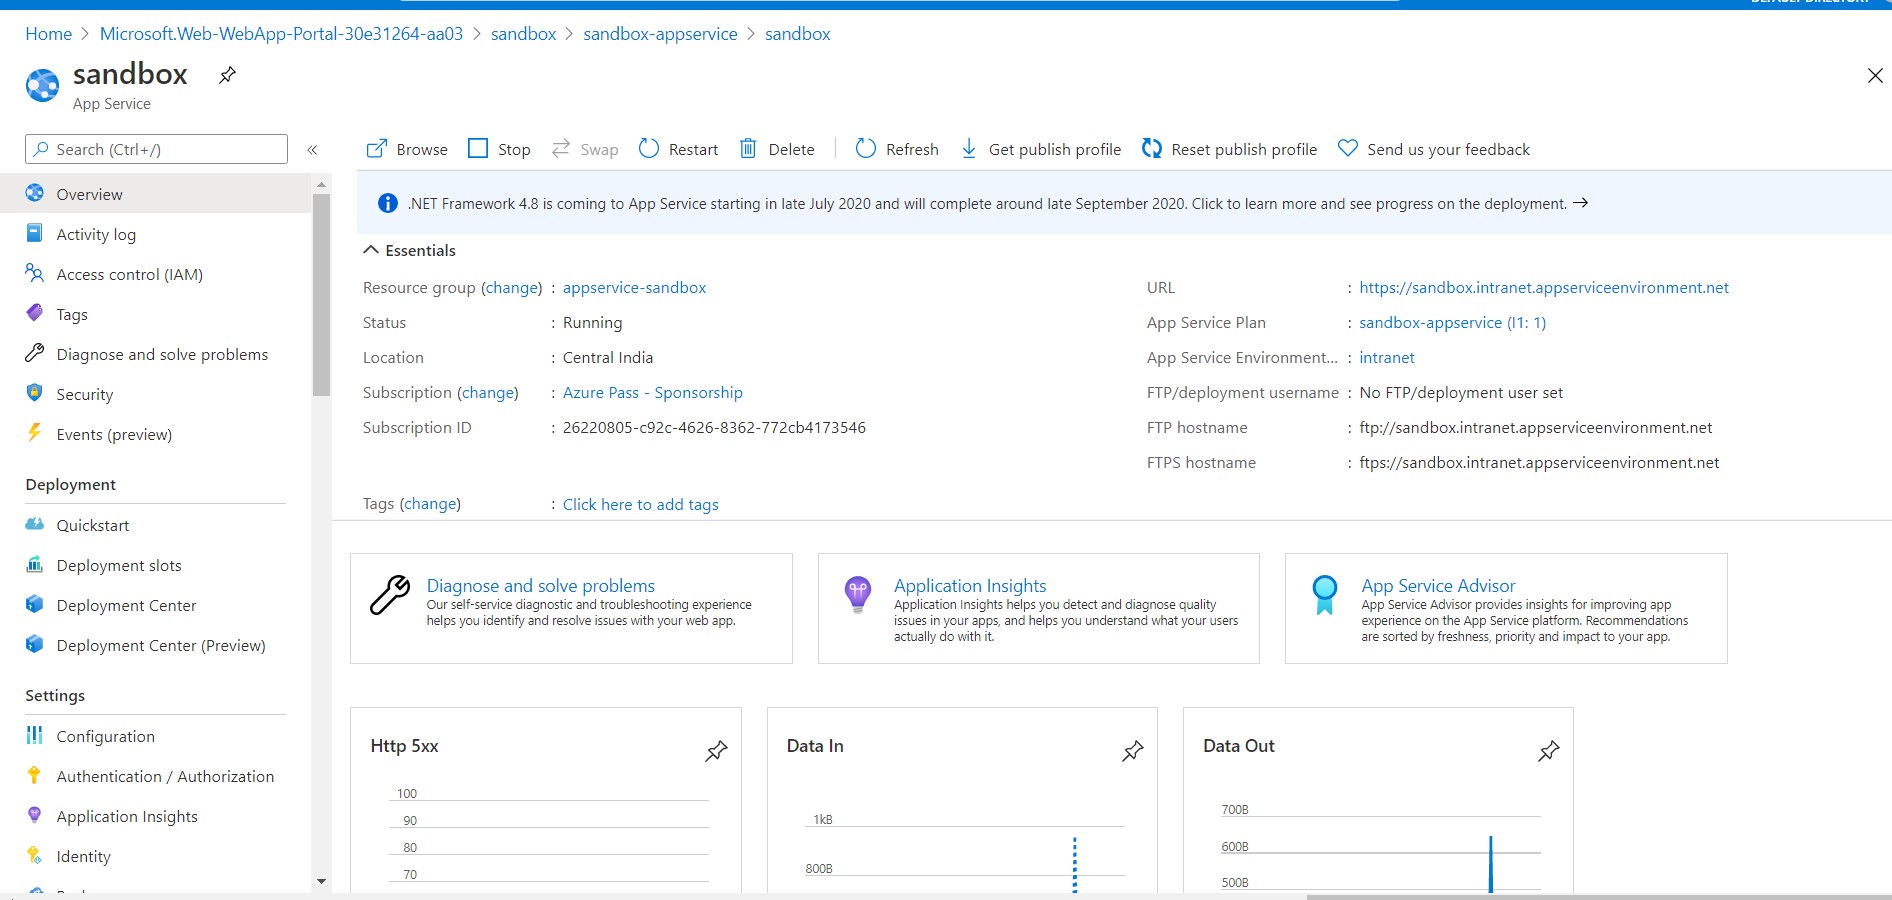 DEFAULT DIRECTORY
Home > Microsoft.Web-WebApp-Portal-30e31264-aa03 > sandbox > sandbox-appservice > sandbox
sandbox
App Service
Search (Ctrl+/)
«
Browse Stop Swap Restart Delete Refresh Get publish profile Reset publish profile Send us your feedback
Overview
Activity log
Access control (IAM)
Tags
Diagnose and solve problems
Security
Events (preview)
Deployment
Quickstart
Deployment slots
Deployment Center
Deployment Center (Preview)
Settings
Configuration
Authentication / Authorization
Application Insights
Identity
.NET Framework 4.8 is coming to App Service starting in late July 2020 and will complete around late September 2020. Click to learn more and see progress on the deployment. →
Essentials
Resource group (change) : appservice-sandbox
Status : Running
Location : Central India
Subscription (change) : Azure Pass - Sponsorship
Subscription ID : 26220805-c92c-4626-8362-772cb4173546
Tags (change) : Click here to add tags
URL : https://sandbox.intranet.appserviceenvironment.net
App Service Plan : sandbox-appservice (I1: 1)
App Service Environment... : intranet
FTP/deployment username : No FTP/deployment user set
FTP hostname : ftp://sandbox.intranet.appserviceenvironment.net
FTPS hostname : ftps://sandbox.intranet.appserviceenvironment.net
Diagnose and solve problems
Our self-service diagnostic and troubleshooting experience
helps you identify and resolve issues with your web app.
Application Insights
Application Insights helps you detect and diagnose quality
issues in your apps, and helps you understand what your users
actually do with it.
App Service Advisor
App Service Advisor provides insights for improving app
experience on the App Service platform. Recommendations
are sorted by freshness, priority and impact to your app.
Http 5xx
100
90
80
70
Data In
1kB
800B
Data Out
700B
600B
500B